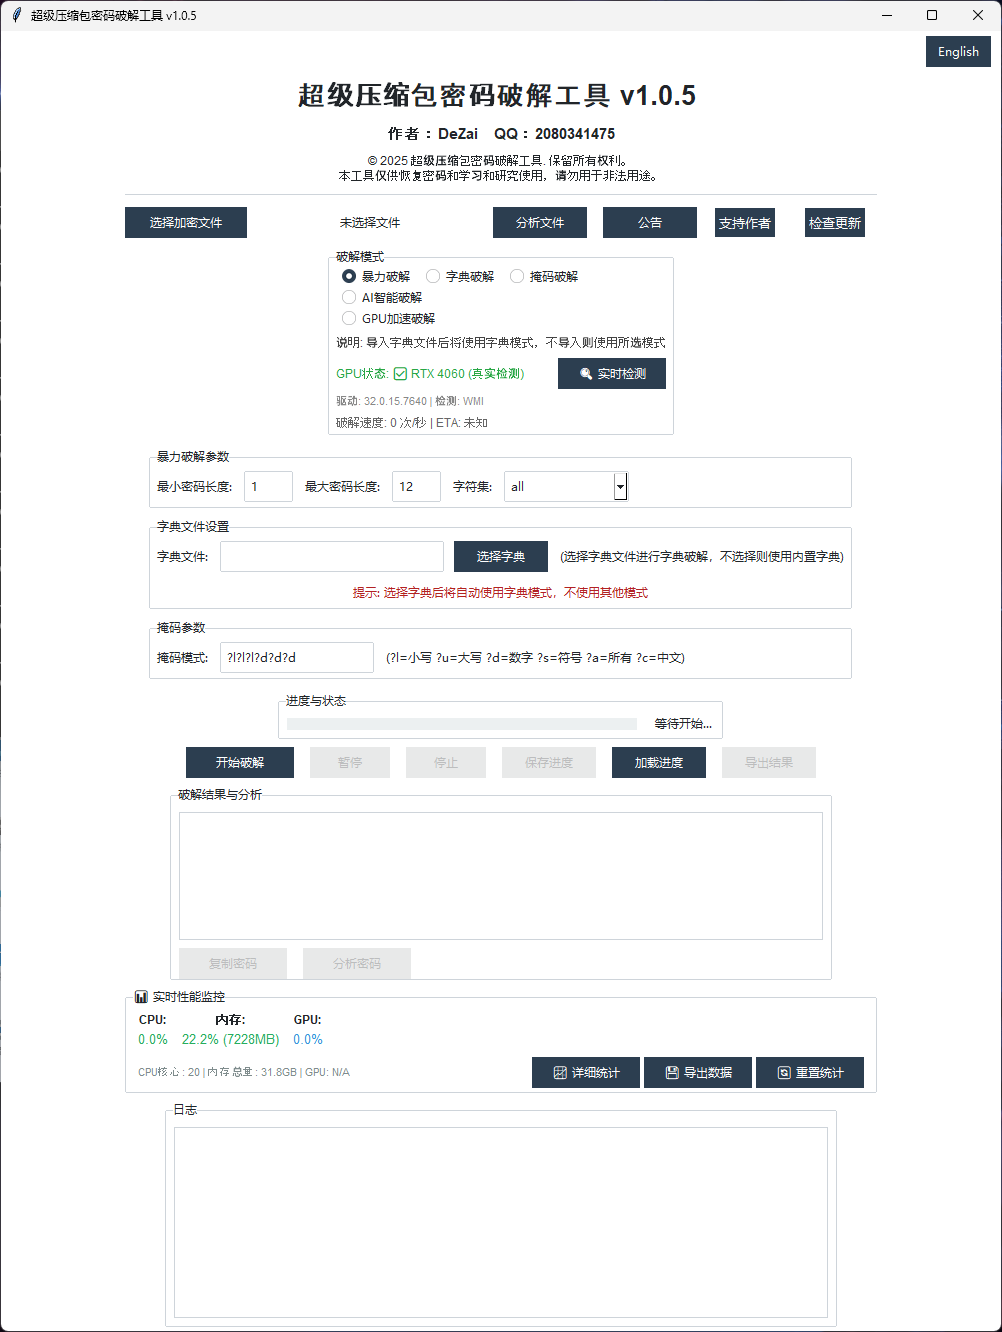 超级压缩包密码破解工具 v1.0.5
English
超级压缩包密码破解工具 v1.0.5
作者：DeZai QQ：2080341475
© 2025 超级压缩包密码破解工具. 保留所有权利。
本工具仅供恢复密码和学习和研究使用，请勿用于非法用途。
选择加密文件 未选择文件 分析文件 公告 支持作者 检查更新
破解模式
暴力破解 字典破解 掩码破解
AI智能破解
GPU加速破解
说明: 导入字典文件后将使用字典模式，不导入则使用所选模式
GPU状态: ☑ RTX 4060 (真实检测) 🔍 实时检测
驱动: 32.0.15.7640 | 检测: WMI
破解速度: 0 次/秒 | ETA: 未知
暴力破解参数
最小密码长度: 1 最大密码长度: 12 字符集: all
字典文件设置
字典文件: 选择字典 (选择字典文件进行字典破解，不选择则使用内置字典)
提示: 选择字典后将自动使用字典模式，不使用其他模式
掩码参数
掩码模式: ?l?l?l?d?d?d (?l=小写 ?u=大写 ?d=数字 ?s=符号 ?a=所有 ?c=中文)
进度与状态
等待开始...
开始破解 暂停 停止 保存进度 加载进度 导出结果
破解结果与分析
复制密码 分析密码
📊 实时性能监控
CPU: 内存: GPU:
0.0% 22.2% (7228MB) 0.0%
CPU核心: 20 | 内存总量: 31.8GB | GPU: N/A 详细统计 导出数据 重置统计
日志